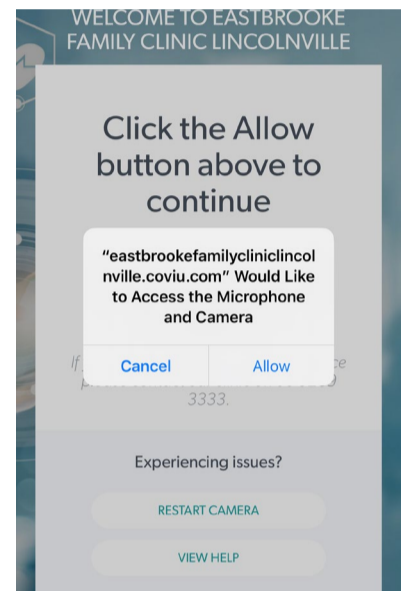 WELCOME TO EASTBROOKE
FAMILY CLINIC LINCOLNVILLE
Click the Allow
button above to
continue
"eastbrookefamilycliniclincol
nville.coviu.com" Would Like
to Access the Microphone
and Camera
If
Cancel
Allow
3333.
Experiencing issues?
RESTART CAMERA
VIEW HELP